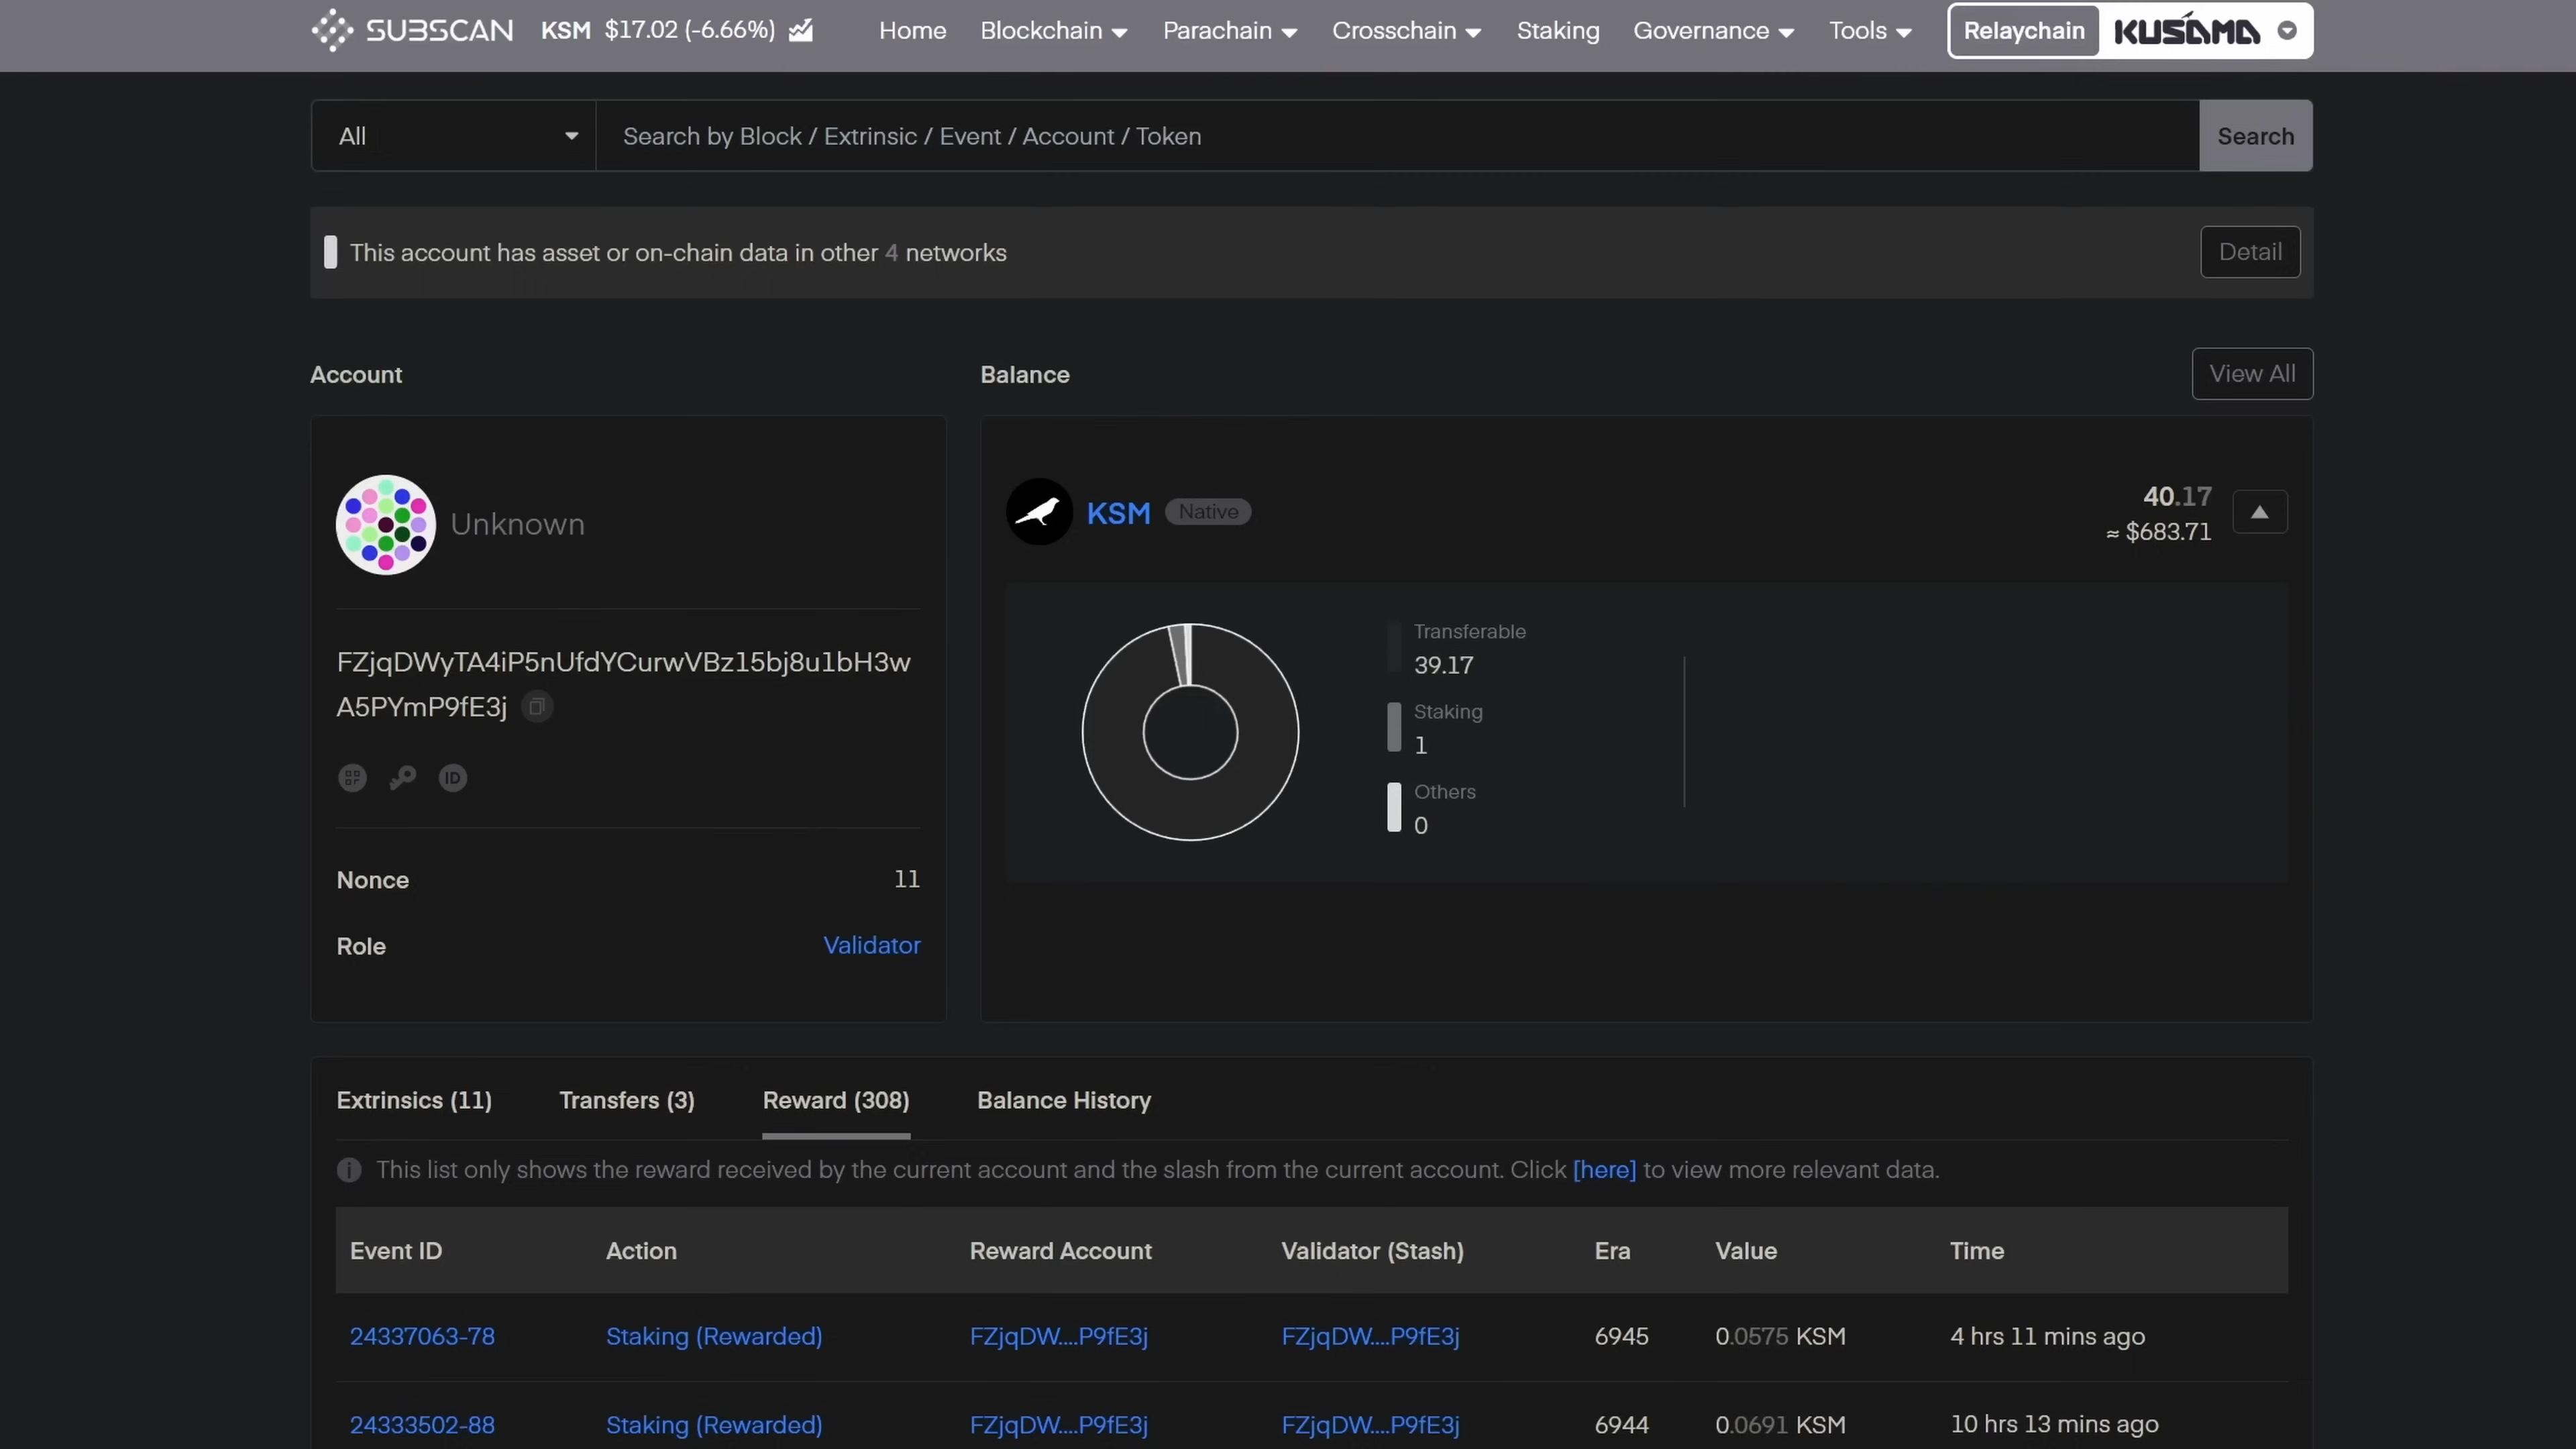 SUBSCAN KSM $17.02 (-6.66%) Home Blockchain Parachain Crosschain Staking Governance Tools Relaychain KUSAMA
All Search by Block / Extrinsic / Event / Account / Token Search
This account has asset or on-chain data in other 4 networks Detail
Account Balance View All
Unknown
KSM Native 40.17
≈ $683.71
FZjqDWyTA4iP5nUfdYCurwVBz15bj8u1bH3w
A5PYmP9fE3j
ID
Transferable
39.17
Staking
1
Others
0
Nonce 11
Role Validator
Extrinsics (11) Transfers (3) Reward (308) Balance History
This list only shows the reward received by the current account and the slash from the current account. Click [here] to view more relevant data.
Event ID Action Reward Account Validator (Stash) Era Value Time
24337063-78 Staking (Rewarded) FZjqDW....P9fE3j FZjqDW....P9fE3j 6945 0.0575 KSM 4 hrs 11 mins ago
24333502-88 Staking (Rewarded) FZjqDW....P9fE3j FZjqDW....P9fE3j 6944 0.0691 KSM 10 hrs 13 mins ago